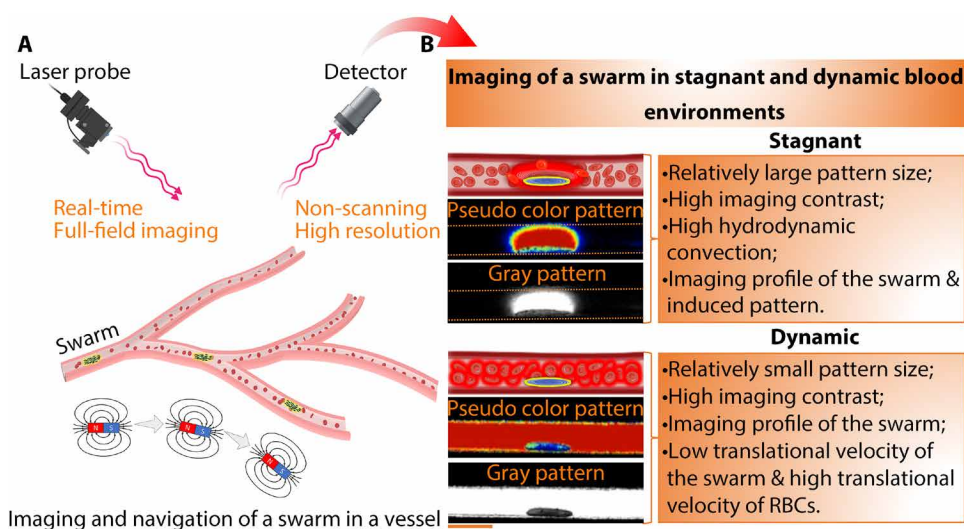 A
Laser probe
Detector
Real-time
Full-field imaging
Non-scanning
High resolution
Swarm
N S
N S
N S
Imaging and navigation of a swarm in a vessel
B
Imaging of a swarm in stagnant and dynamic blood
environments
Stagnant
Pseudo color pattern
Gray pattern
•Relatively large pattern size;
•High imaging contrast;
•High hydrodynamic
convection;
•Imaging profile of the swarm &
induced pattern.
Dynamic
Pseudo color pattern
Gray pattern
•Relatively small pattern size;
•High imaging contrast;
•Imaging profile of the swarm;
•Low translational velocity of
the swarm & high translational
velocity of RBCs.